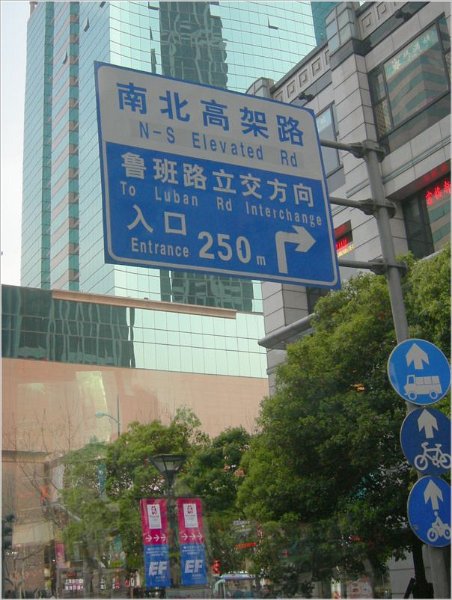 南北高架路
N-S Elevated Rd
鲁班路立交方向
To Luban Rd Interchange
入口
Entrance 250m
EF
EF